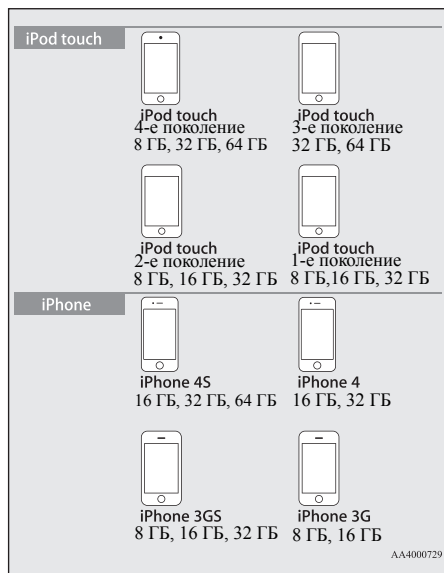 iPod touch
iPod touch
4-е поколение
8 ГБ, 32 ГБ, 64 ГБ
iPod touch
3-е поколение
32 ГБ, 64 ГБ
iPod touch
2-е поколение
8 ГБ, 16 ГБ, 32 ГБ
iPod touch
1-е поколение
8 ГБ,16 ГБ, 32 ГБ
iPhone
iPhone 4S
16 ГБ, 32 ГБ, 64 ГБ
iPhone 4
16 ГБ, 32 ГБ
iPhone 3GS
8 ГБ, 16 ГБ, 32 ГБ
iPhone 3G
8 ГБ, 16 ГБ
AA4000729